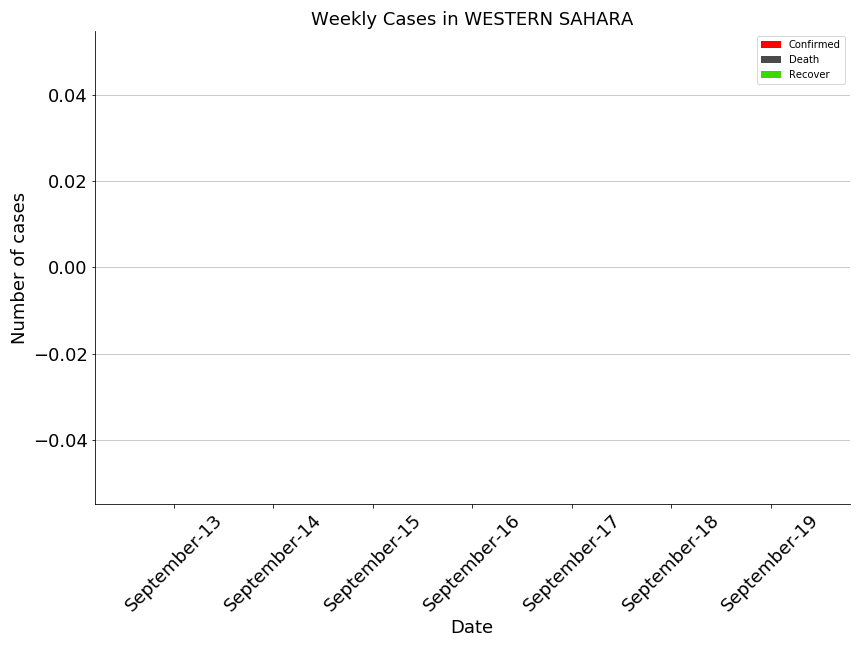 Weekly Cases in WESTERN SAHARA
Confirmed
Death
Recover
Number of cases
0.04
0.02
0.00
−0.02
−0.04
September-13
September-14
September-15
September-16
September-17
September-18
September-19
Date